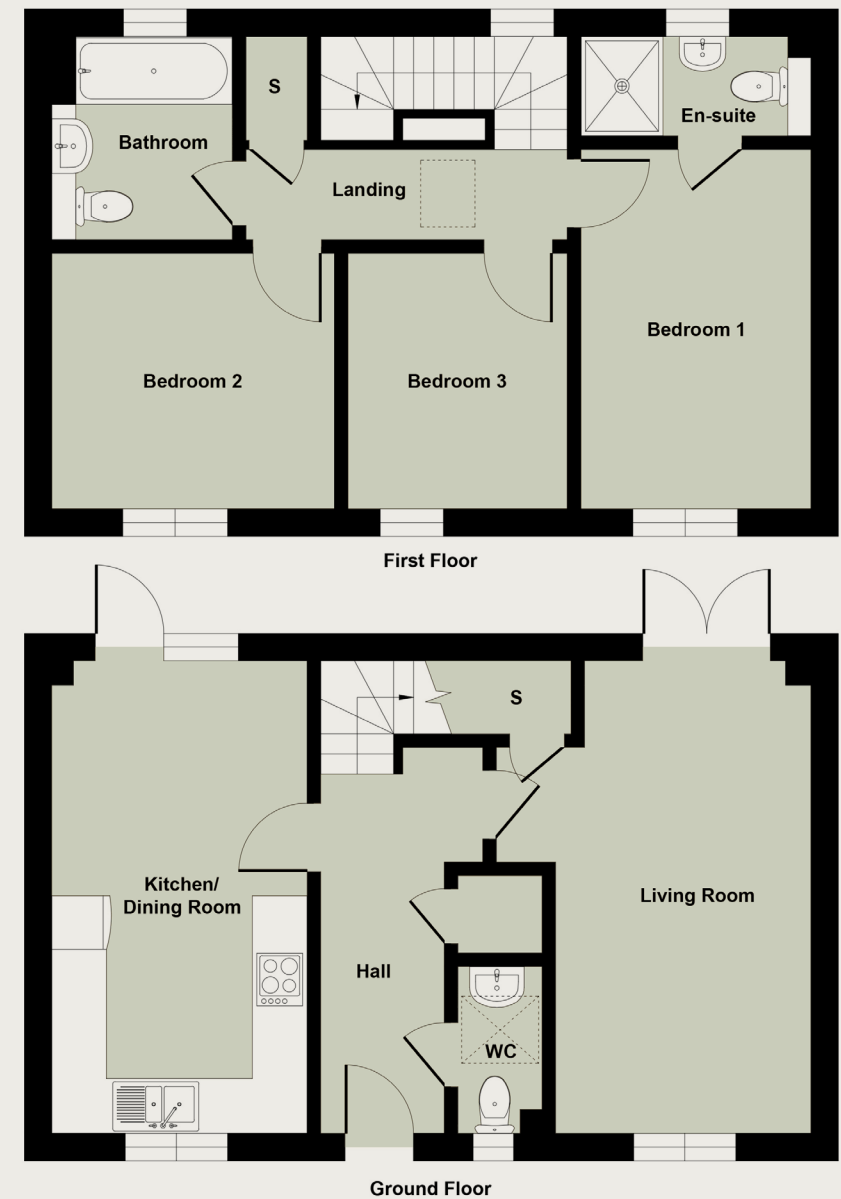 S
Bathroom
En-suite
Landing
Bedroom 1
Bedroom 2
Bedroom 3
First Floor
S
Kitchen/
Dining Room
Living Room
Hall
WC
Ground Floor